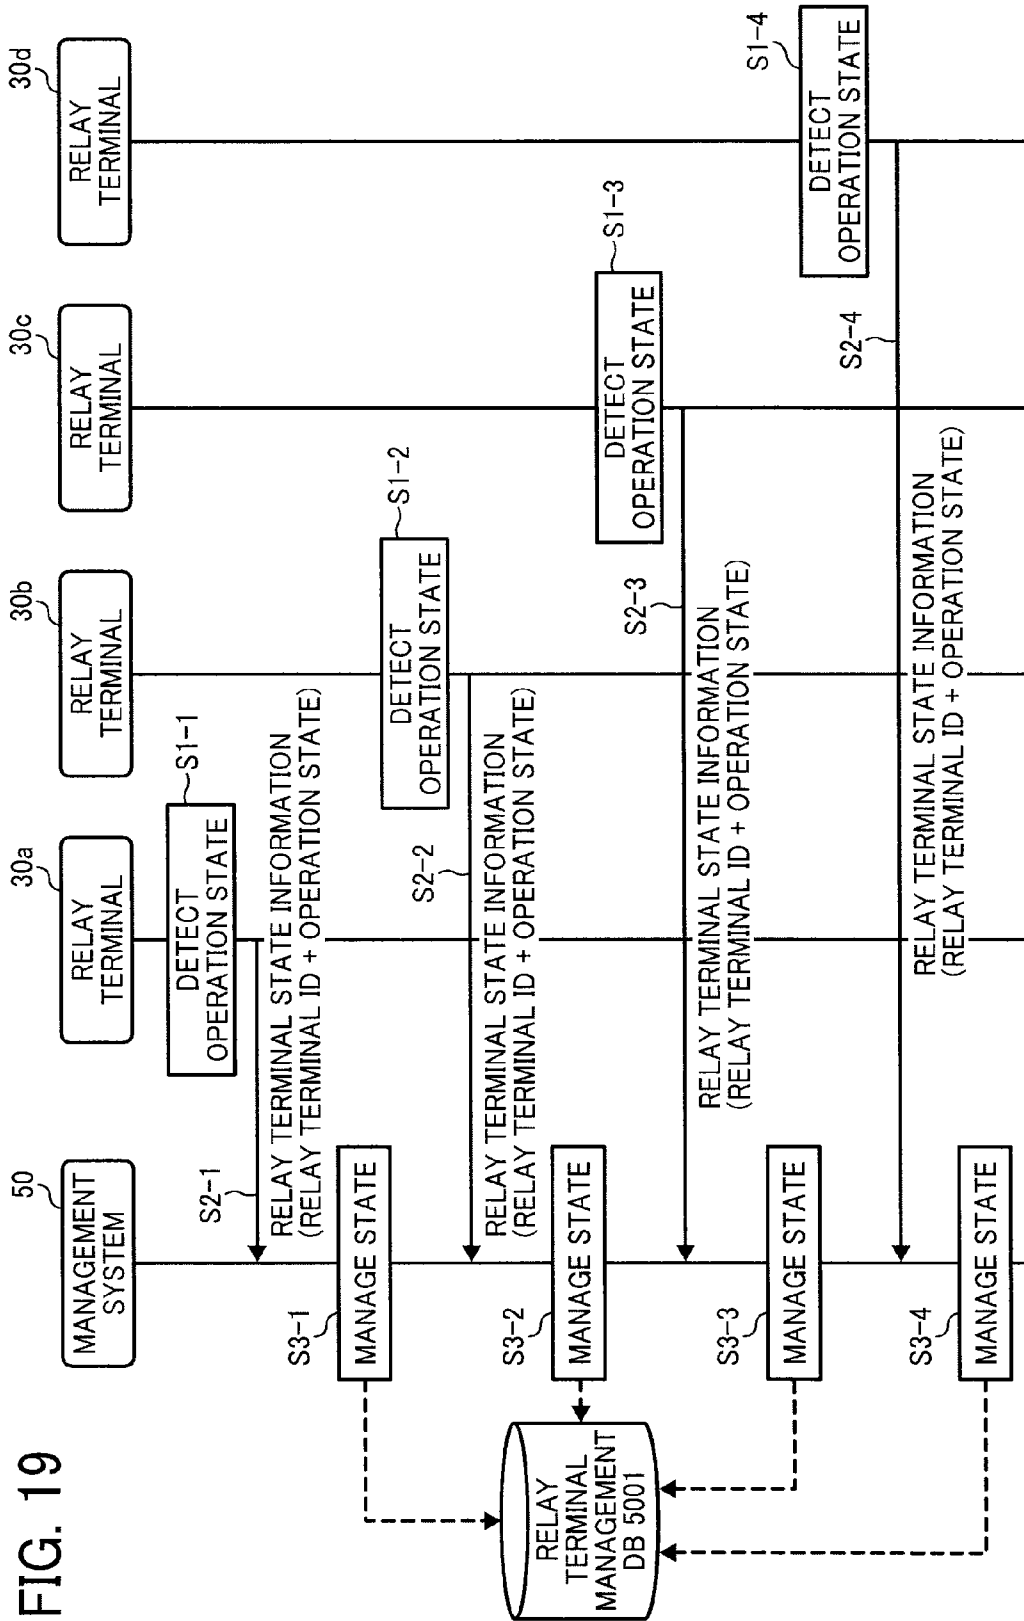 FIG. 19
50
MANAGEMENT
SYSTEM
30a
RELAY
TERMINAL
30b
RELAY
TERMINAL
30c
RELAY
TERMINAL
30d
RELAY
TERMINAL
DETECT
OPERATION STATE
S1-1
S2-1
RELAY TERMINAL STATE INFORMATION
(RELAY TERMINAL ID + OPERATION STATE)
S3-1
MANAGE STATE
DETECT
OPERATION STATE
S1-2
S2-2
RELAY TERMINAL STATE INFORMATION
(RELAY TERMINAL ID + OPERATION STATE)
S3-2
MANAGE STATE
RELAY
TERMINAL
MANAGEMENT
DB 5001
DETECT
OPERATION STATE
S1-3
S2-3
RELAY TERMINAL STATE INFORMATION
(RELAY TERMINAL ID + OPERATION STATE)
S3-3
MANAGE STATE
DETECT
OPERATION STATE
S1-4
S2-4
RELAY TERMINAL STATE INFORMATION
(RELAY TERMINAL ID + OPERATION STATE)
S3-4
MANAGE STATE